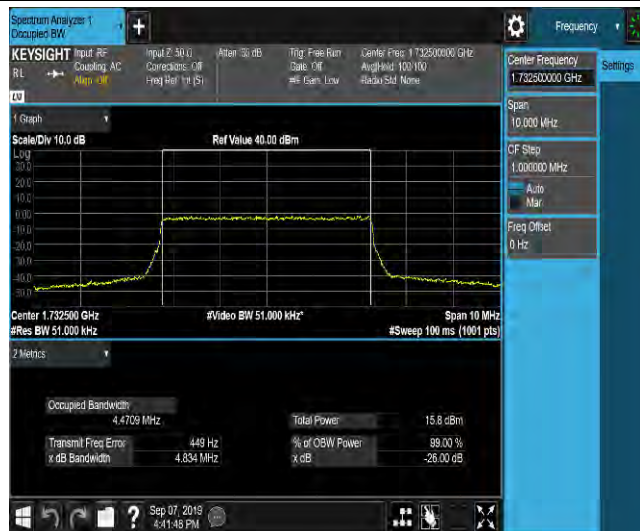 Spectrum Analyzer 1
Occupied BW
Frequency
KEYSIGHT
RL
Input: RF
Coupling: AC
Align: Off
Input Z: 50 Ω
Corrections: Off
Freq Ref: Int (S)
Atten: 30 dB
Trig: Free Run
Gate: Off
#IF Gain: Low
Center Freq: 1.732500000 GHz
Avg|Hold: 100/100
Radio Std: None
Center Frequency
1.732500000 GHz
Settings
Span
10.000 MHz
CF Step
1.000000 MHz
Auto
Man
Freq Offset
0 Hz
1 Graph
Scale/Div 10.0 dB
Ref Value 40.00 dBm
Log
30.0
20.0
10.0
0.00
-10.0
-20.0
-30.0
-40.0
-50.0
Center 1.732500 GHz
#Video BW 51.000 kHz*
Span 10 MHz
#Res BW 51.000 kHz
#Sweep 100 ms (1001 pts)
2 Metrics
Occupied Bandwidth
4.4709 MHz
Total Power
15.8 dBm
Transmit Freq Error
449 Hz
% of OBW Power
99.00 %
x dB Bandwidth
4.834 MHz
x dB
-26.00 dB
?
Sep 07, 2019
4:41:48 PM